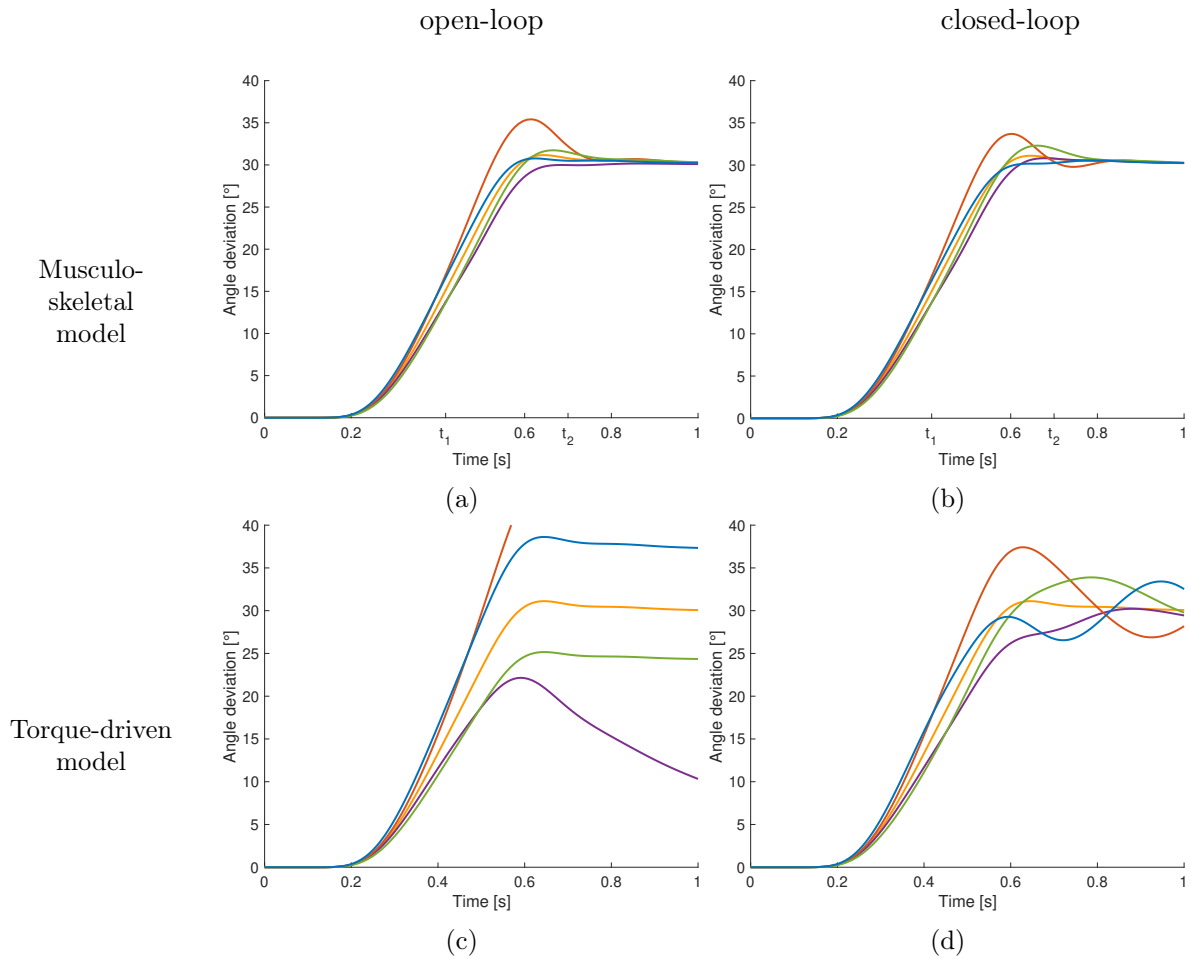 open-loop
closed-loop
Musculo-
skeletal
model
Angle deviation [°]
40
35
30
25
20
15
10
5
0
0 0.2 t1 0.6 t2 0.8 1
Time [s]
(a)
Angle deviation [°]
40
35
30
25
20
15
10
5
0
0 0.2 t1 0.6 t2 0.8 1
Time [s]
(b)
Torque-driven
model
Angle deviation [°]
40
35
30
25
20
15
10
5
0
0 0.2 0.4 0.6 0.8 1
Time [s]
(c)
Angle deviation [°]
40
35
30
25
20
15
10
5
0
0 0.2 0.4 0.6 0.8 1
Time [s]
(d)